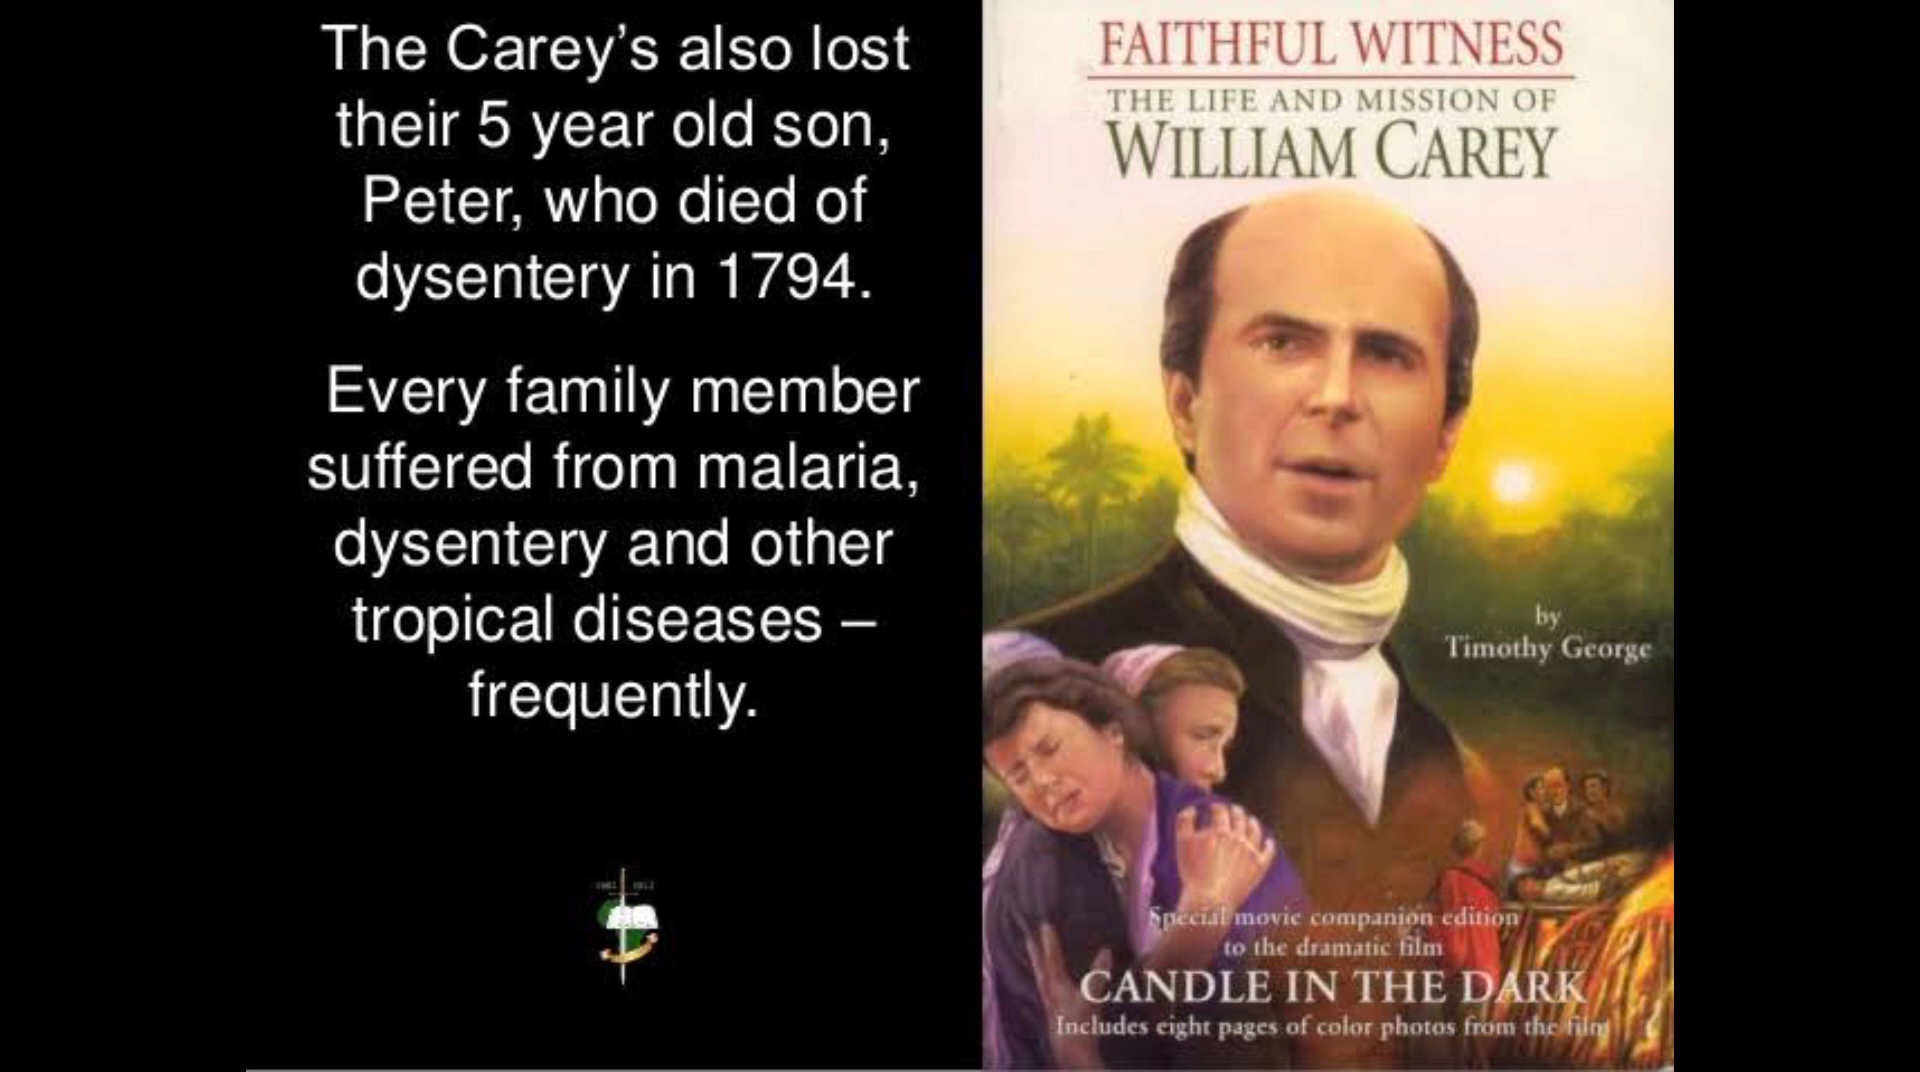 The Carey’s also lost
their 5 year old son,
Peter, who died of
dysentery in 1794.
Every family member
suffered from malaria,
dysentery and other
tropical diseases –
frequently.
FAITHFUL WITNESS
THE LIFE AND MISSION OF
WILLIAM CAREY
by
Timothy George
Special movie companion edition
to the dramatic film
CANDLE IN THE DARK
Includes eight pages of color photos from the film